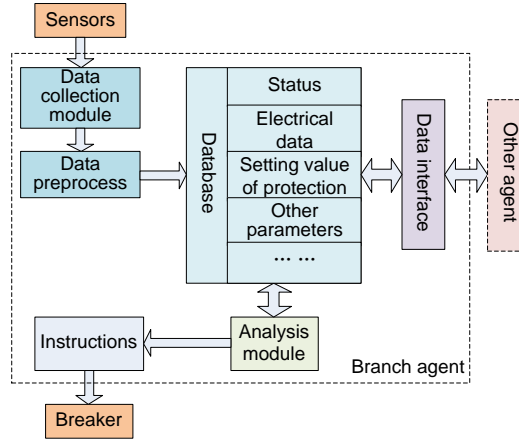 Sensors
Data
collection
module
Data
preprocess
Database
Status
Electrical
data
Setting value
of protection
Other
parameters
... ...
Data interface
Other agent
Instructions
Analysis
module
Branch agent
Breaker